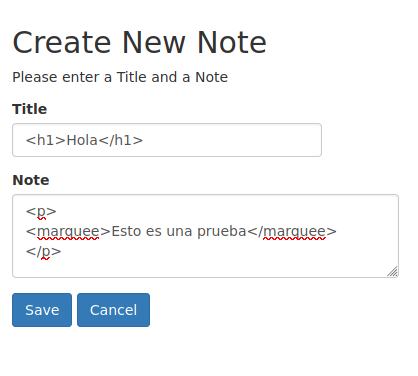 Create New Note
Please enter a Title and a Note
Title
<h1>Hola</h1>
Note
<p>
<marquee>Esto es una prueba</marquee>
</p>
Save Cancel